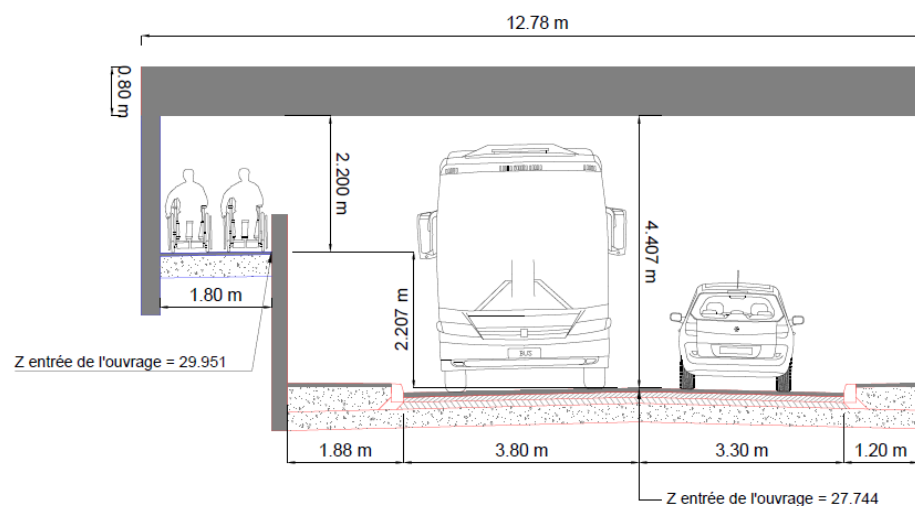 12.78 m
0.80 m
2.200 m
4.407 m
2.207 m
1.80 m
Z entrée de l'ouvrage = 29.951
BUS
1.88 m
3.80 m
3.30 m
1.20 m
Z entrée de l'ouvrage = 27.744